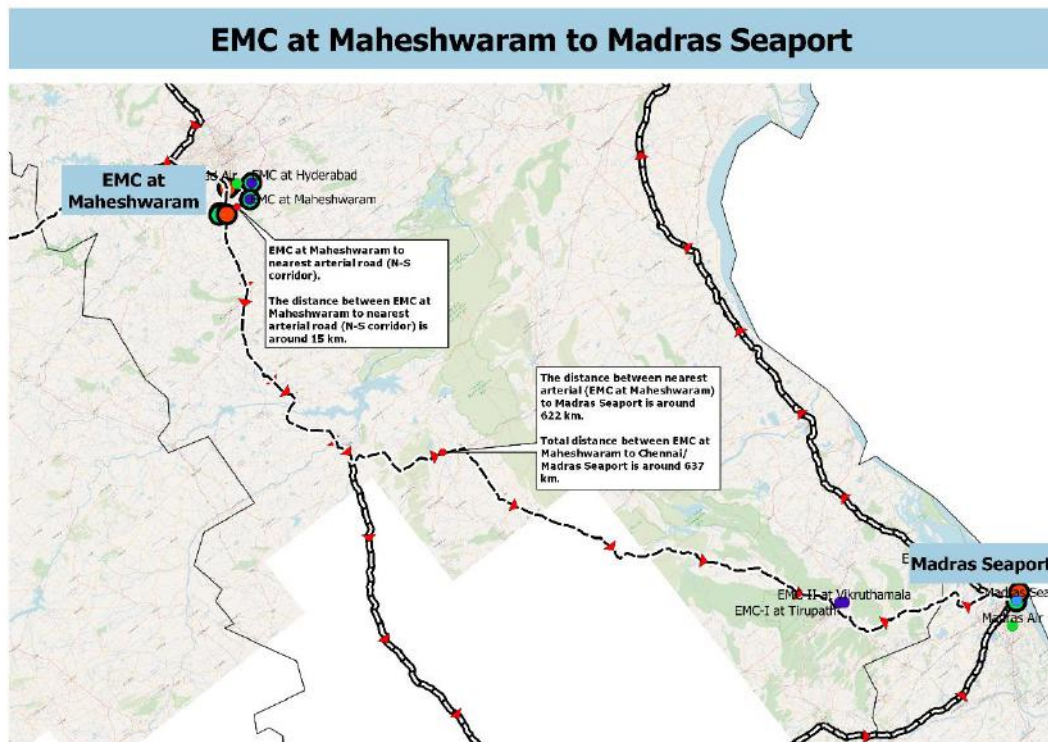 EMC at Maheshwaram to Madras Seaport
EMC at
Maheshwaram
Air
EMC at Hyderabad
EMC at Maheshwaram
EMC at Maheshwaram to
nearest arterial road (N-S
corridor).
The distance between EMC at
Maheshwaram to nearest
arterial road (N-S corridor) is
around 15 km.
The distance between nearest
arterial (EMC at Maheshwaram)
to Madras Seaport is around
622 km.
Total distance between EMC at
Maheshwaram to Chennai/
Madras Seaport is around 637
km.
Madras Seaport
EMC-II at Vikruthamala
EMC-I at Tirupath
Madras Sea
Madras Air